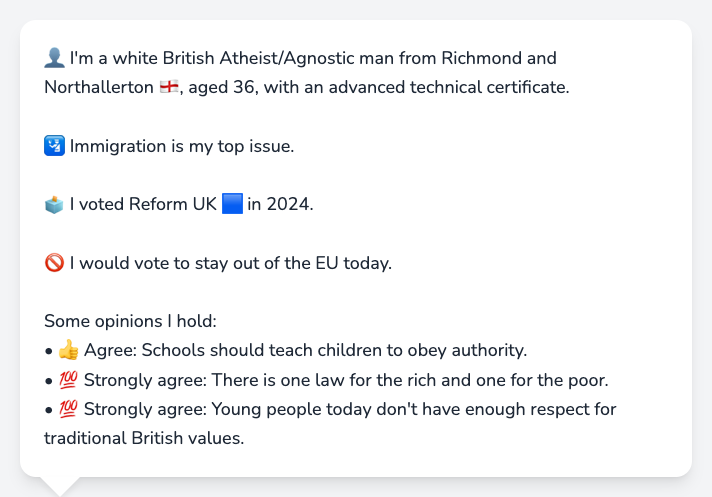 👤 I'm a white British Atheist/Agnostic man from Richmond and
Northallerton 🏴󠁧󠁢󠁥󠁮󠁧󠁿, aged 36, with an advanced technical certificate.
🛂 Immigration is my top issue.
🗳️ I voted Reform UK 🟦 in 2024.
🚫 I would vote to stay out of the EU today.
Some opinions I hold:
• 👍 Agree: Schools should teach children to obey authority.
• 💯 Strongly agree: There is one law for the rich and one for the poor.
• 💯 Strongly agree: Young people today don't have enough respect for
traditional British values.